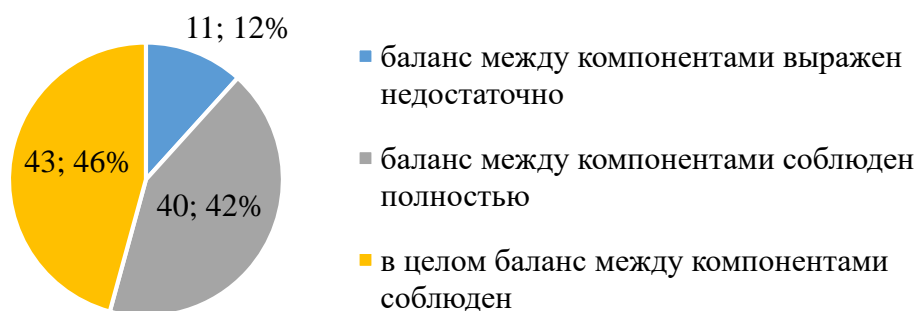 11; 12%
43; 46%
40; 42%
баланс между компонентами выражен
недостаточно
баланс между компонентами соблюден
полностью
в целом баланс между компонентами
соблюден